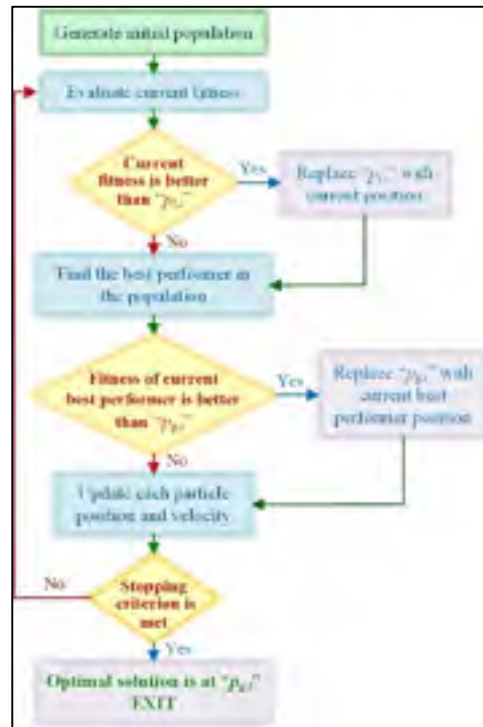 Generate initial population
Evaluate current fitness
Current
fitness is better
than "
Yes
Replace " " with
current position
No
Find the best performer in
the population
Fitness of current
best performer is better
than "
Yes
Replace " " with
current best
performer position
No
Update each particle
position and velocity
No
Stopping
criterion is
met
Yes
Optimal solution is at "
EXIT